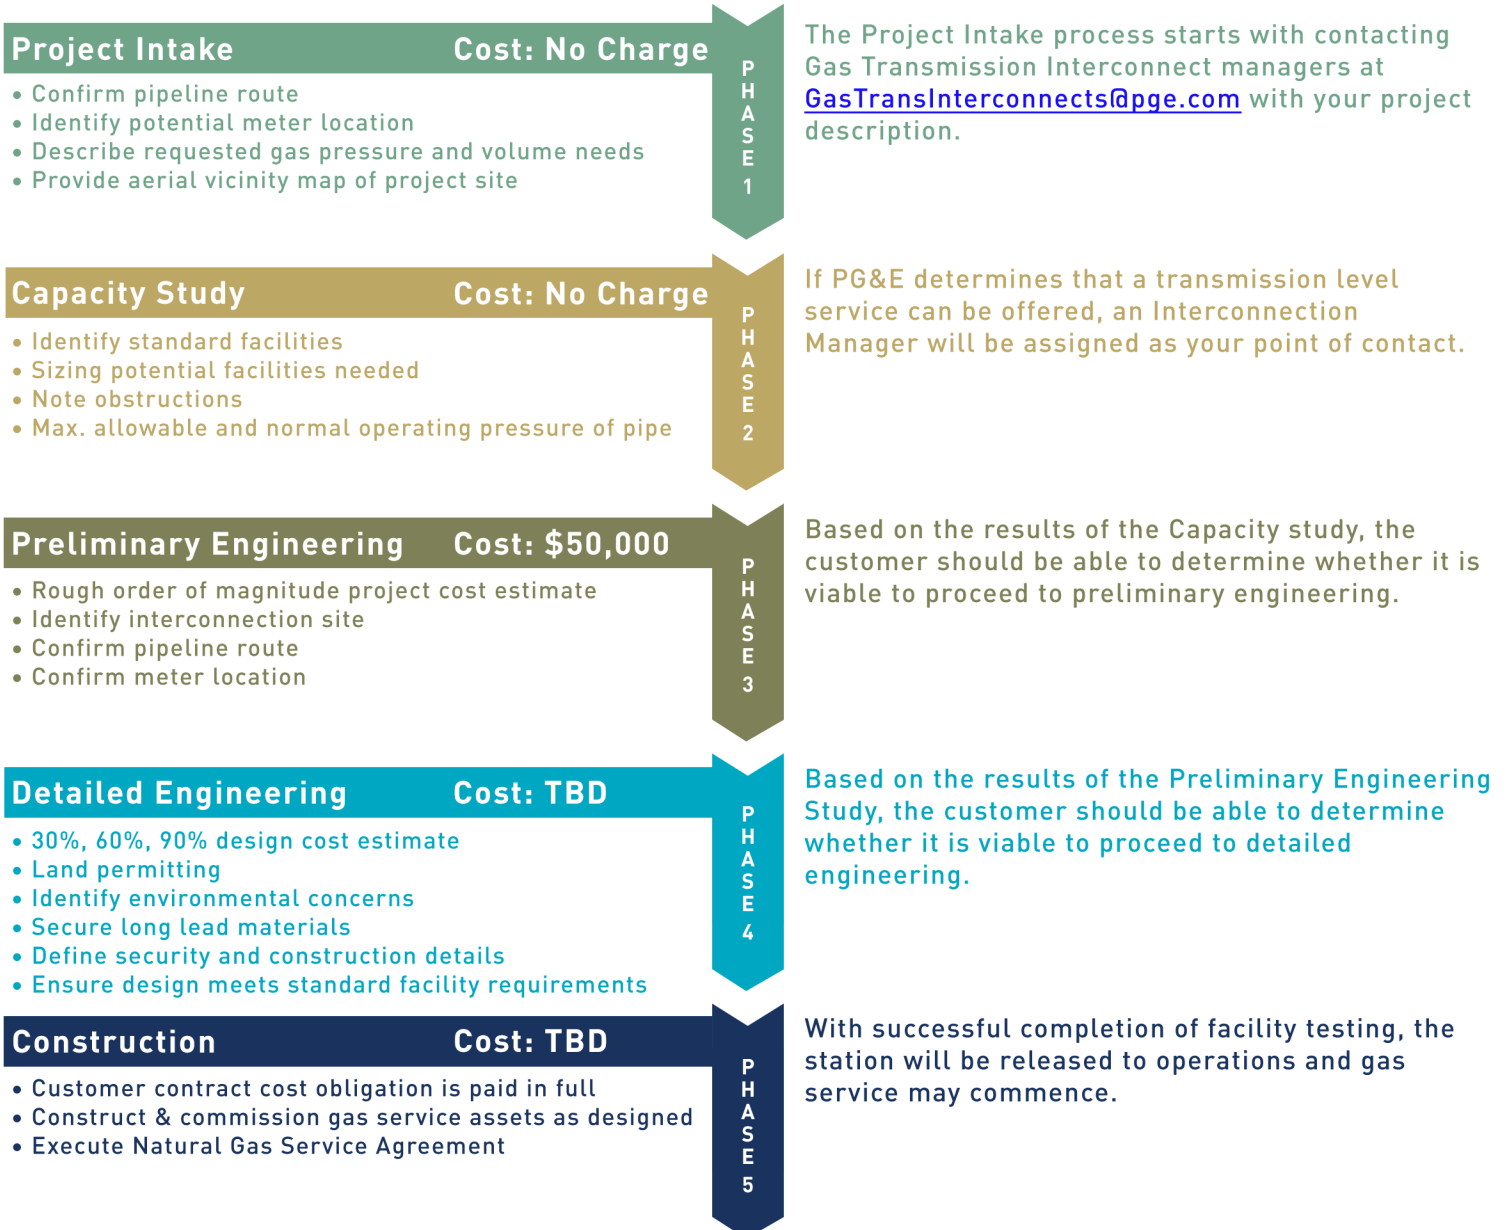 Project Intake Cost: No Charge
• Confirm pipeline route
• Identify potential meter location
• Describe requested gas pressure and volume needs
• Provide aerial vicinity map of project site
PHASE 1
The Project Intake process starts with contacting
Gas Transmission Interconnect managers at
GasTransInterconnects@pge.com with your project
description.
Capacity Study Cost: No Charge
• Identify standard facilities
• Sizing potential facilities needed
• Note obstructions
• Max. allowable and normal operating pressure of pipe
PHASE 2
If PG&E determines that a transmission level
service can be offered, an Interconnection
Manager will be assigned as your point of contact.
Preliminary Engineering Cost: $50,000
• Rough order of magnitude project cost estimate
• Identify interconnection site
• Confirm pipeline route
• Confirm meter location
PHASE 3
Based on the results of the Capacity study, the
customer should be able to determine whether it is
viable to proceed to preliminary engineering.
Detailed Engineering Cost: TBD
• 30%, 60%, 90% design cost estimate
• Land permitting
• Identify environmental concerns
• Secure long lead materials
• Define security and construction details
• Ensure design meets standard facility requirements
PHASE 4
Based on the results of the Preliminary Engineering
Study, the customer should be able to determine
whether it is viable to proceed to detailed
engineering.
Construction Cost: TBD
• Customer contract cost obligation is paid in full
• Construct & commission gas service assets as designed
• Execute Natural Gas Service Agreement
PHASE 5
With successful completion of facility testing, the
station will be released to operations and gas
service may commence.